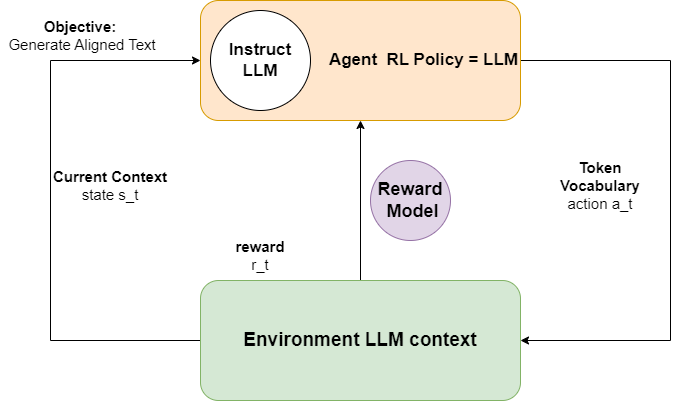 Objective:
Generate Aligned Text
Instruct
LLM
Agent RL Policy = LLM
Current Context
state s_t
Reward
Model
Token
Vocabulary
action a_t
reward
r_t
Environment LLM context